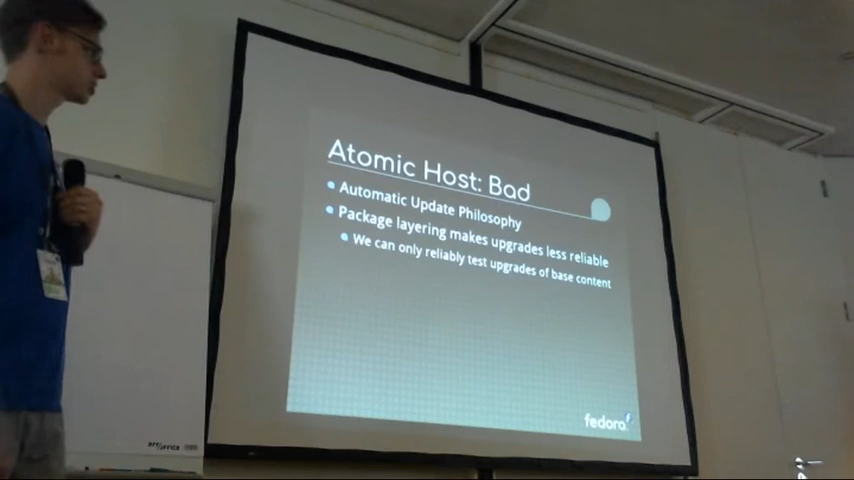 Atomic Host: Bad
Automatic Update Philosophy
Package layering makes upgrades less reliable
We can only reliably test upgrades of base content
fedora